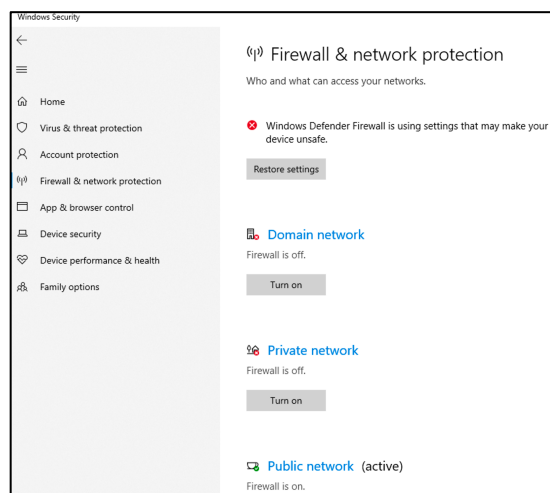 Windows Security
Home
Virus & threat protection
Account protection
Firewall & network protection
App & browser control
Device security
Device performance & health
Family options
Firewall & network protection
Who and what can access your networks.
Windows Defender Firewall is using settings that may make your
device unsafe.
Restore settings
Domain network
Firewall is off.
Turn on
Private network
Firewall is off.
Turn on
Public network (active)
Firewall is on.